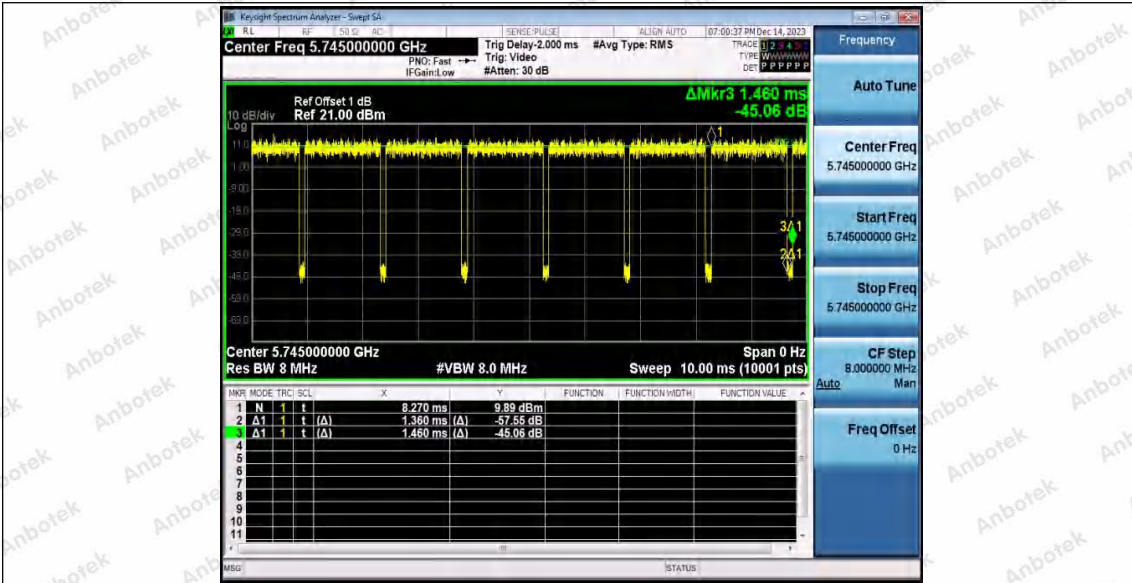 Keysight Spectrum Analyzer - Swept SA
RL RF 50 Ω AC SENSE:PULSE ALIGN AUTO 07:00:37 PM Dec 14, 2023
Center Freq 5.745000000 GHz
PNO: Fast
IFGain:Low
Trig Delay-2.000 ms
Trig: Video
#Atten: 30 dB
#Avg Type: RMS
TRACE 1 2 3 4 5 6
TYPE WWWWWW
DET P P P P P P
Frequency
ΔMkr3 1.460 ms
-45.06 dB
Ref Offset 1 dB
10 dB/div Ref 21.00 dBm
Log
11.0
1.00
-9.00
-19.0
-29.0
-39.0
-49.0
-59.0
-69.0
1
3Δ1
2Δ1
Center 5.745000000 GHz Span 0 Hz
Res BW 8 MHz #VBW 8.0 MHz Sweep 10.00 ms (10001 pts)
MKR MODE TRC SCL X Y FUNCTION FUNCTION WIDTH FUNCTION VALUE
1 N 1 t 8.270 ms 9.89 dBm
2 Δ1 1 t (Δ) 1.360 ms (Δ) -57.55 dB
3 Δ1 1 t (Δ) 1.460 ms (Δ) -45.06 dB
4
5
6
7
8
9
10
11
MSG STATUS
Auto Tune
Center Freq
5.745000000 GHz
Start Freq
5.745000000 GHz
Stop Freq
5.745000000 GHz
CF Step
8.000000 MHz
Auto Man
Freq Offset
0 Hz
Anbotek